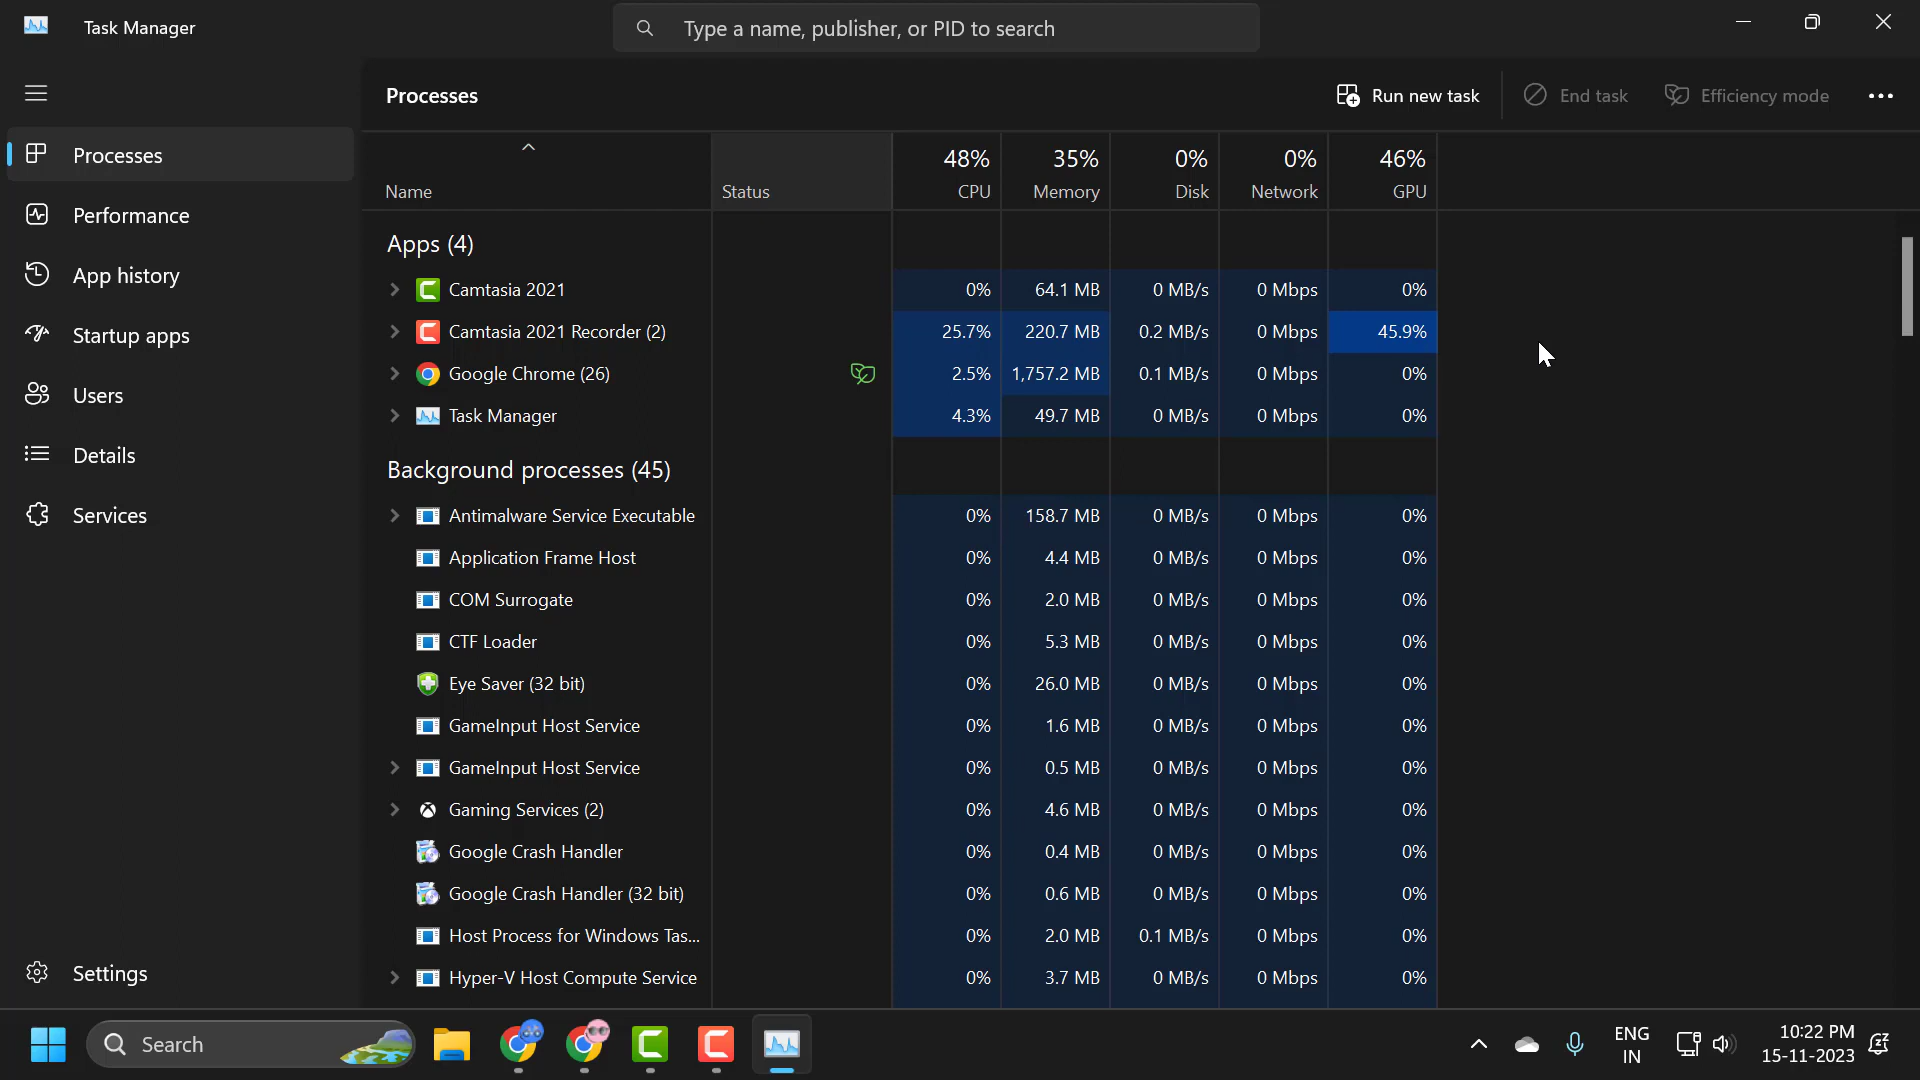 Task Manager
Type a name, publisher, or PID to search
Processes
Run new task
End task
Efficiency mode
Processes
Performance
App history
Startup apps
Users
Details
Services
Settings
Name Status 48% CPU 35% Memory 0% Disk 0% Network 46% GPU
Apps (4)
Camtasia 2021 0% 64.1 MB 0 MB/s 0 Mbps 0%
Camtasia 2021 Recorder (2) 25.7% 220.7 MB 0.2 MB/s 0 Mbps 45.9%
Google Chrome (26) 2.5% 1,757.2 MB 0.1 MB/s 0 Mbps 0%
Task Manager 4.3% 49.7 MB 0 MB/s 0 Mbps 0%
Background processes (45)
Antimalware Service Executable 0% 158.7 MB 0 MB/s 0 Mbps 0%
Application Frame Host 0% 4.4 MB 0 MB/s 0 Mbps 0%
COM Surrogate 0% 2.0 MB 0 MB/s 0 Mbps 0%
CTF Loader 0% 5.3 MB 0 MB/s 0 Mbps 0%
Eye Saver (32 bit) 0% 26.0 MB 0 MB/s 0 Mbps 0%
GameInput Host Service 0% 1.6 MB 0 MB/s 0 Mbps 0%
GameInput Host Service 0% 0.5 MB 0 MB/s 0 Mbps 0%
Gaming Services (2) 0% 4.6 MB 0 MB/s 0 Mbps 0%
Google Crash Handler 0% 0.4 MB 0 MB/s 0 Mbps 0%
Google Crash Handler (32 bit) 0% 0.6 MB 0 MB/s 0 Mbps 0%
Host Process for Windows Tas... 0% 2.0 MB 0.1 MB/s 0 Mbps 0%
Hyper-V Host Compute Service 0% 3.7 MB 0 MB/s 0 Mbps 0%
Search
ENG
IN
10:22 PM
15-11-2023